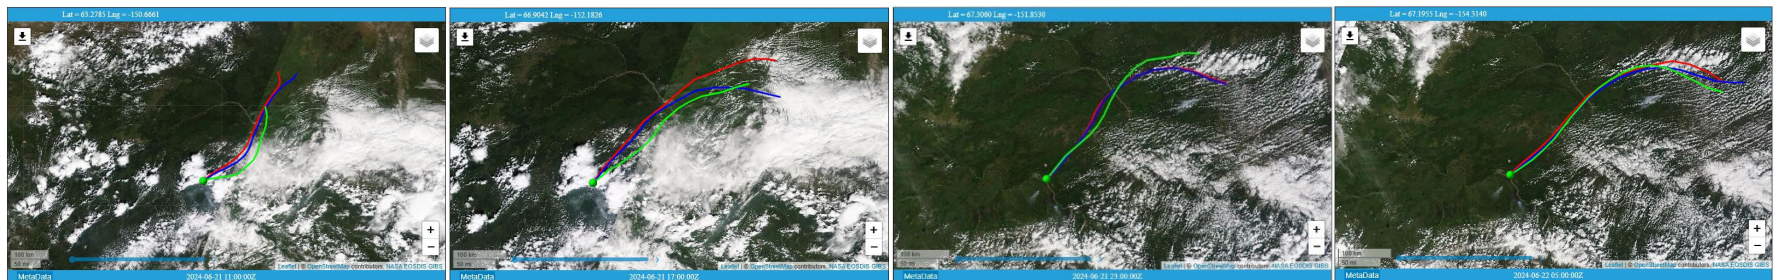 Lat = 63.2785 Lng = -150.6661
+
−
100 km
50 mi
Leaflet | © OpenStreetMap contributors, NASA EOSDIS GIBS
MetaData
2024-06-21 11:00:00Z
Lat = 66.9042 Lng = -152.1826
+
−
100 km
50 mi
Leaflet | © OpenStreetMap contributors, NASA EOSDIS GIBS
MetaData
2024-06-21 17:00:00Z
Lat = 67.3060 Lng = -151.8530
+
−
100 km
50 mi
Leaflet | © OpenStreetMap contributors, NASA EOSDIS GIBS
MetaData
2024-06-21 23:00:00Z
Lat = 67.1955 Lng = -154.3140
+
−
100 km
50 mi
Leaflet | © OpenStreetMap contributors, NASA EOSDIS GIBS
MetaData
2024-06-22 05:00:00Z